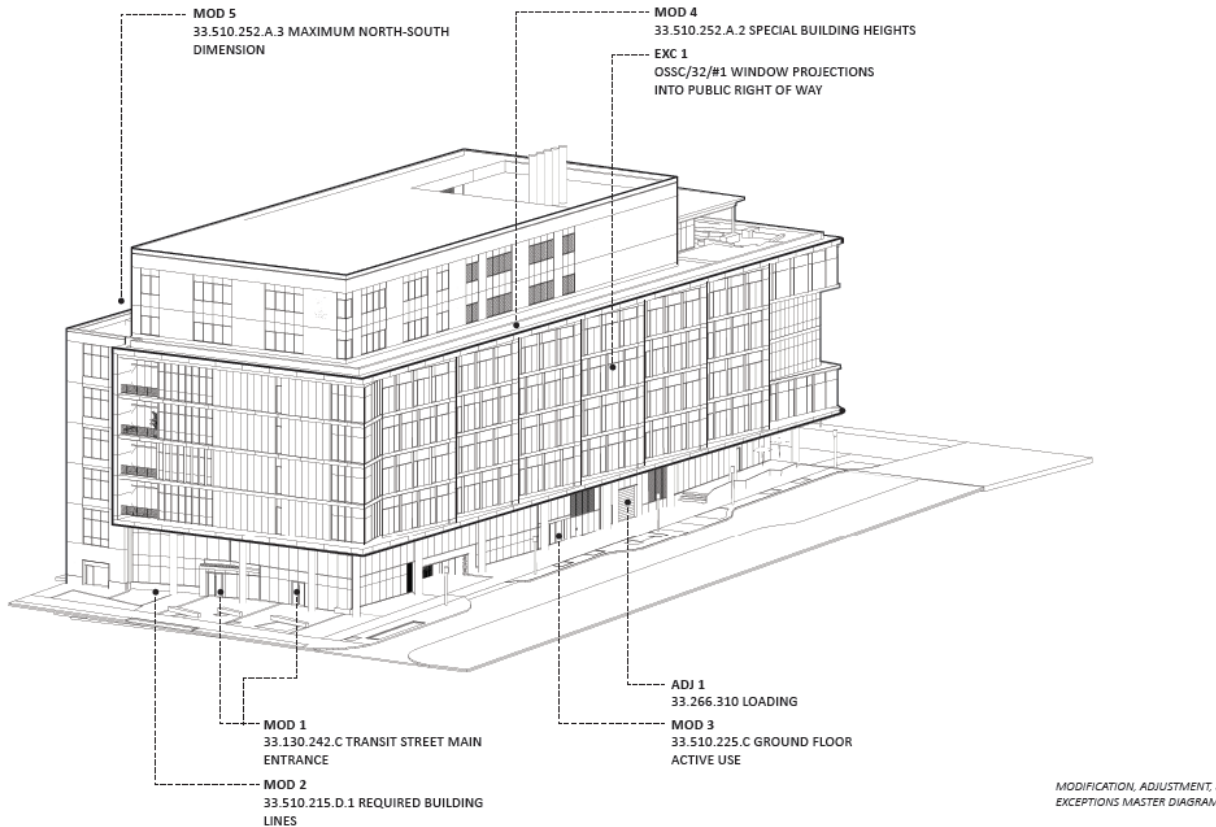 MOD 5
33.510.252.A.3 MAXIMUM NORTH-SOUTH
DIMENSION
MOD 4
33.510.252.A.2 SPECIAL BUILDING HEIGHTS
EXC 1
OSSC/32/#1 WINDOW PROJECTIONS
INTO PUBLIC RIGHT OF WAY
ADJ 1
33.266.310 LOADING
MOD 3
33.510.225.C GROUND FLOOR
ACTIVE USE
MOD 1
33.130.242.C TRANSIT STREET MAIN
ENTRANCE
MOD 2
33.510.215.D.1 REQUIRED BUILDING
LINES
MODIFICATION, ADJUSTMENT,
EXCEPTIONS MASTER DIAGRAM